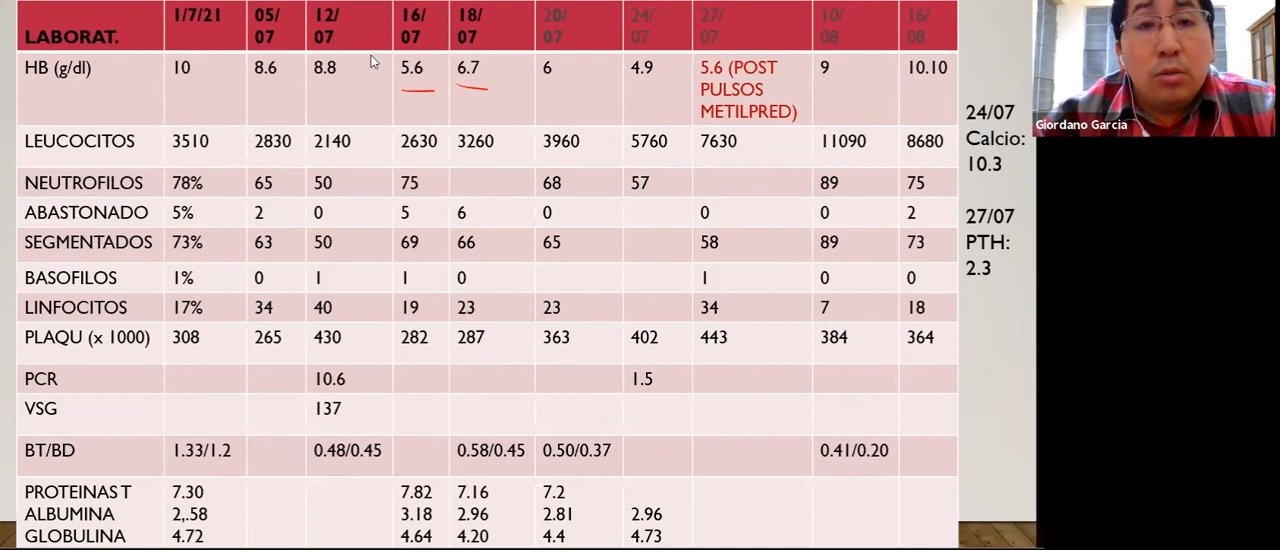 LABORAT. 1/7/21 05/07 12/07 16/07 18/07 20/07 24/07 27/07 10/08 16/08
HB (g/dl) 10 8.6 8.8 5.6 6.7 6 4.9 5.6 (POST PULSOS METILPRED) 9 10.10
LEUCOCITOS 3510 2830 2140 2630 3260 3960 5760 7630 11090 8680
NEUTROFILOS 78% 65 50 75 68 57 89 75
ABASTONADO 5% 2 0 5 6 0 0 0 2
SEGMENTADOS 73% 63 50 69 66 65 58 89 73
BASOFILOS 1% 0 1 1 0 1 0 0
LINFOCITOS 17% 34 40 19 23 23 34 7 18
PLAQU (x 1000) 308 265 430 282 287 363 402 443 384 364
PCR 10.6 1.5
VSG 137
BT/BD 1.33/1.2 0.48/0.45 0.58/0.45 0.50/0.37 0.41/0.20
PROTEINAS T 7.30 7.82 7.16 7.2
ALBUMINA 2,.58 3.18 2.96 2.81 2.96
GLOBULINA 4.72 4.64 4.20 4.4 4.73
24/07
Calcio:
10.3
27/07
PTH:
2.3
Giordano Garcia